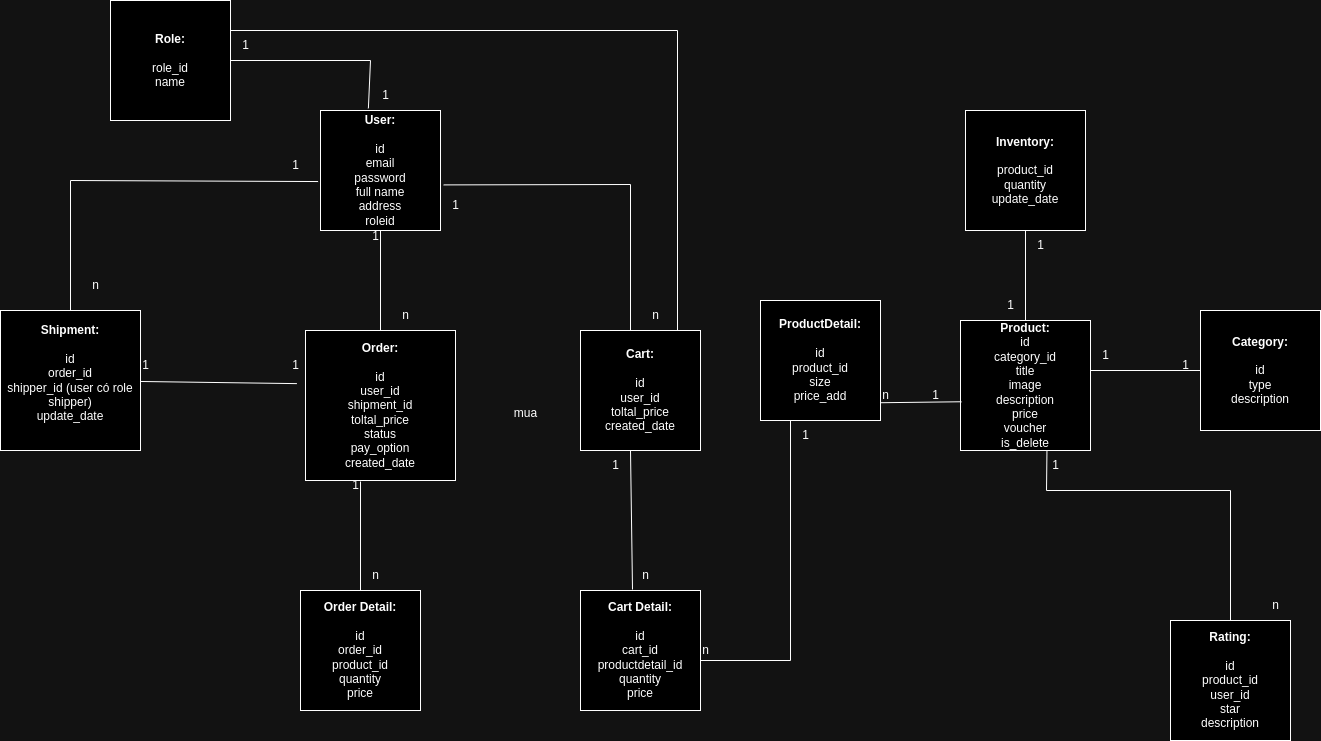 Role:
role_id
name
1
1
User:
id
email
password
full name
address
roleid
1
1
1
n
n
n
Shipment:
id
order_id
shipper_id (user có role
shipper)
update_date
1
1
Order:
id
user_id
shipment_id
toltal_price
status
pay_option
created_date
1
n
Order Detail:
id
order_id
product_id
quantity
price
mua
Cart:
id
user_id
toltal_price
created_date
1
n
Cart Detail:
id
cart_id
productdetail_id
quantity
price
n
ProductDetail:
id
product_id
size
price_add
1
n
1
Inventory:
product_id
quantity
update_date
1
1
Product:
id
category_id
title
image
description
price
voucher
is_delete
1
1
Category:
id
type
description
1
n
Rating:
id
product_id
user_id
star
description